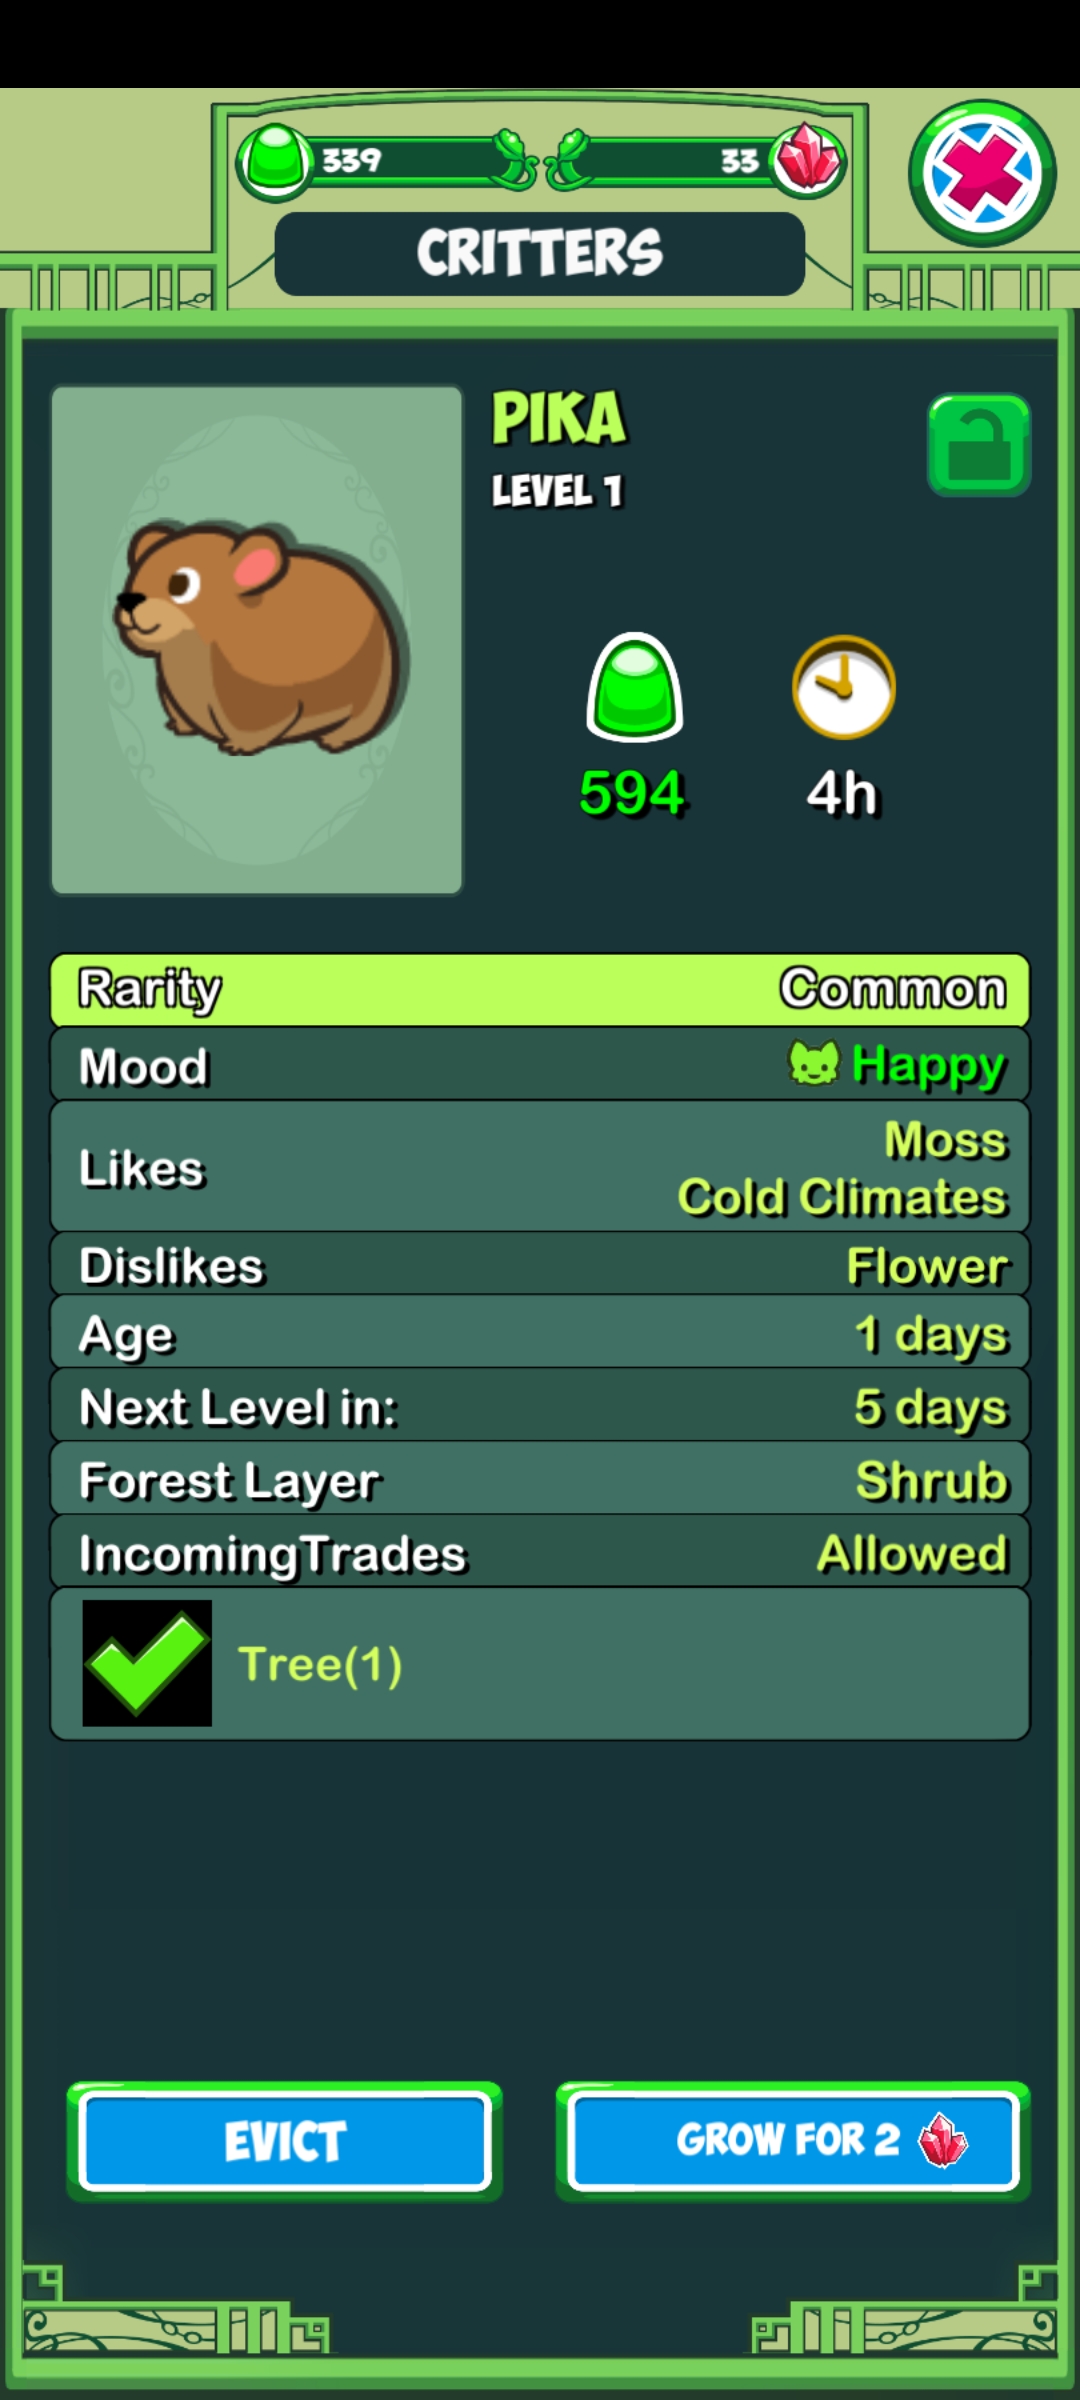 339
33
CRITTERS
PIKA
LEVEL 1
594
4h
Rarity Common
Mood Happy
Likes Moss
Cold Climates
Dislikes Flower
Age 1 days
Next Level in: 5 days
Forest Layer Shrub
IncomingTrades Allowed
Tree(1)
EVICT
GROW FOR 2